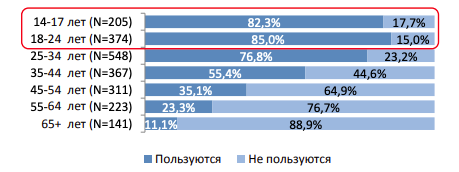 14-17 лет (N=205) 82,3% 17,7%
18-24 лет (N=374) 85,0% 15,0%
25-34 лет (N=548) 76,8% 23,2%
35-44 лет (N=367) 55,4% 44,6%
45-54 лет (N=311) 35,1% 64,9%
55-64 лет (N=223) 23,3% 76,7%
65+ лет (N=141) 11,1% 88,9%
Пользуются Не пользуются